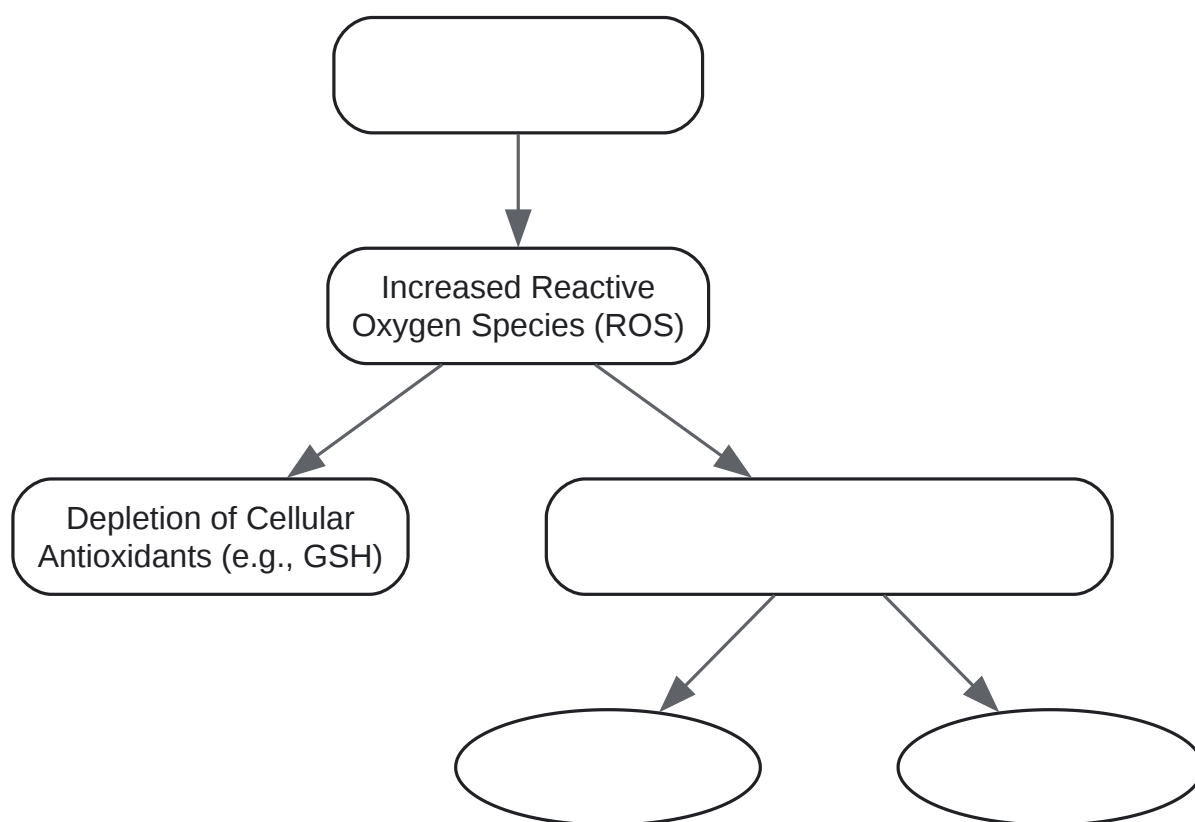 Increased Reactive
Oxygen Species (ROS)
Depletion of Cellular
Antioxidants (e.g., GSH)